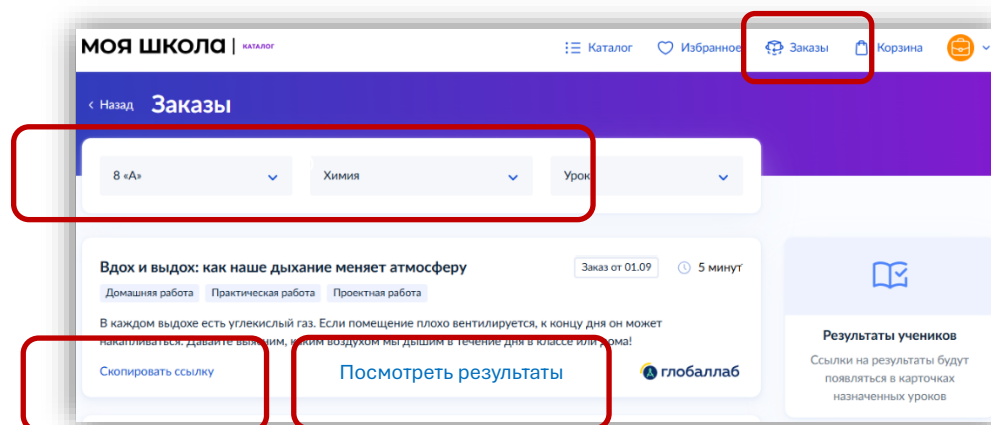 МОЯ ШКОЛА | КАТАЛОГ
Каталог Избранное Заказы Корзина
‹ Назад Заказы
8 «А» Химия Урок
Вдох и выдох: как наше дыхание меняет атмосферу Заказ от 01.09 5 минут
Домашняя работа Практическая работа Проектная работа
В каждом выдохе есть углекислый газ. Если помещение плохо вентилируется, к концу дня он может
накапливаться. Давайте выясним, каким воздухом мы дышим в течение дня в классе или дома!
Скопировать ссылку Посмотреть результаты глобаллаб
Результаты учеников
Ссылки на результаты будут
появляться в карточках
назначенных уроков